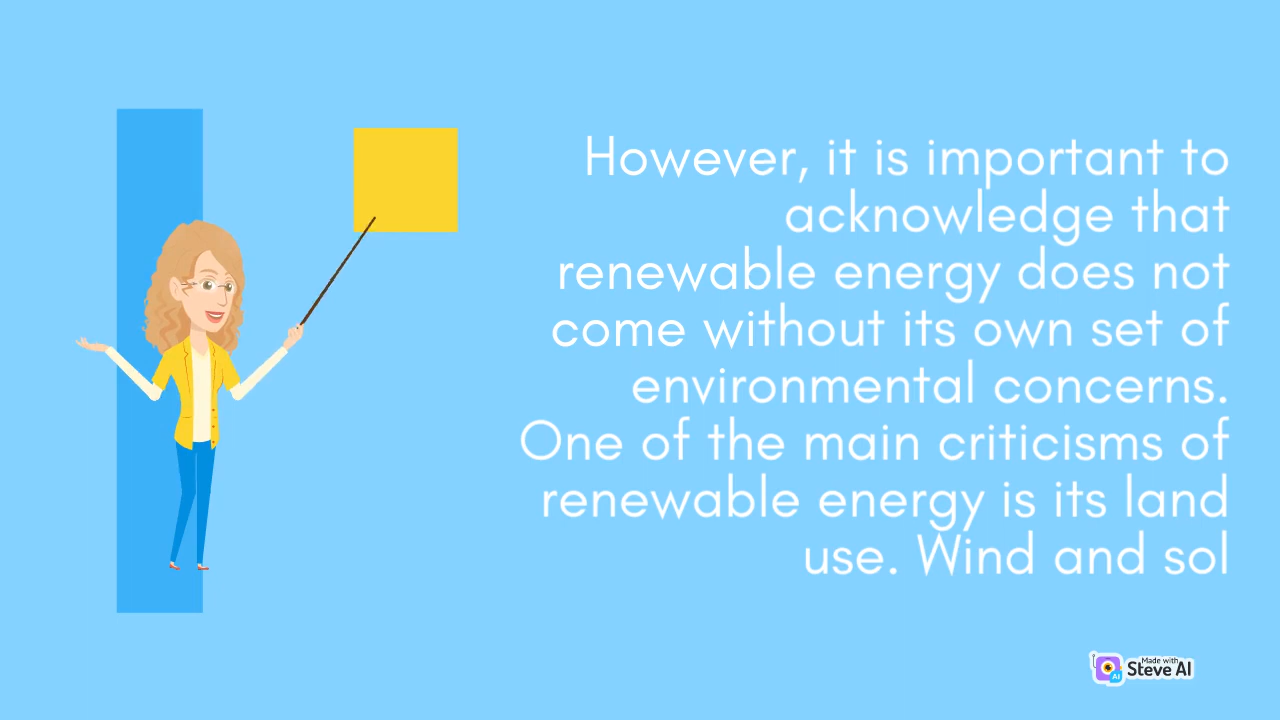 However, it is important to
acknowledge that
renewable energy does not
come without its own set of
environmental concerns.
One of the main criticisms of
renewable energy is its land
use. Wind and sol
Made with
Steve AI
AI